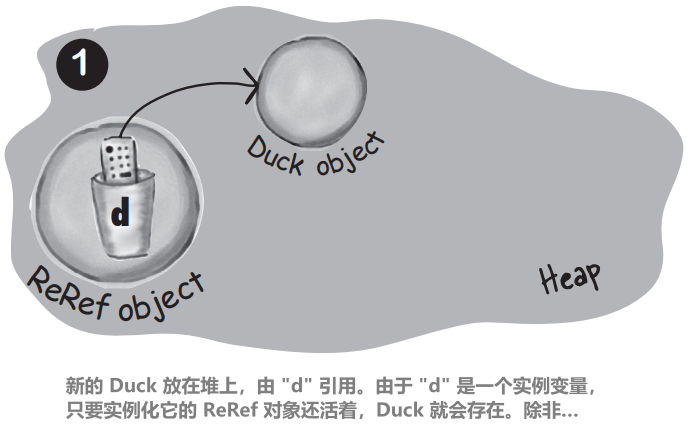 1
Duck object
d
ReRef object
Heap
新的 Duck 放在堆上，由 "d" 引用。由于 "d" 是一个实例变量，
只要实例化它的 ReRef 对象还活着，Duck 就会存在。除非...